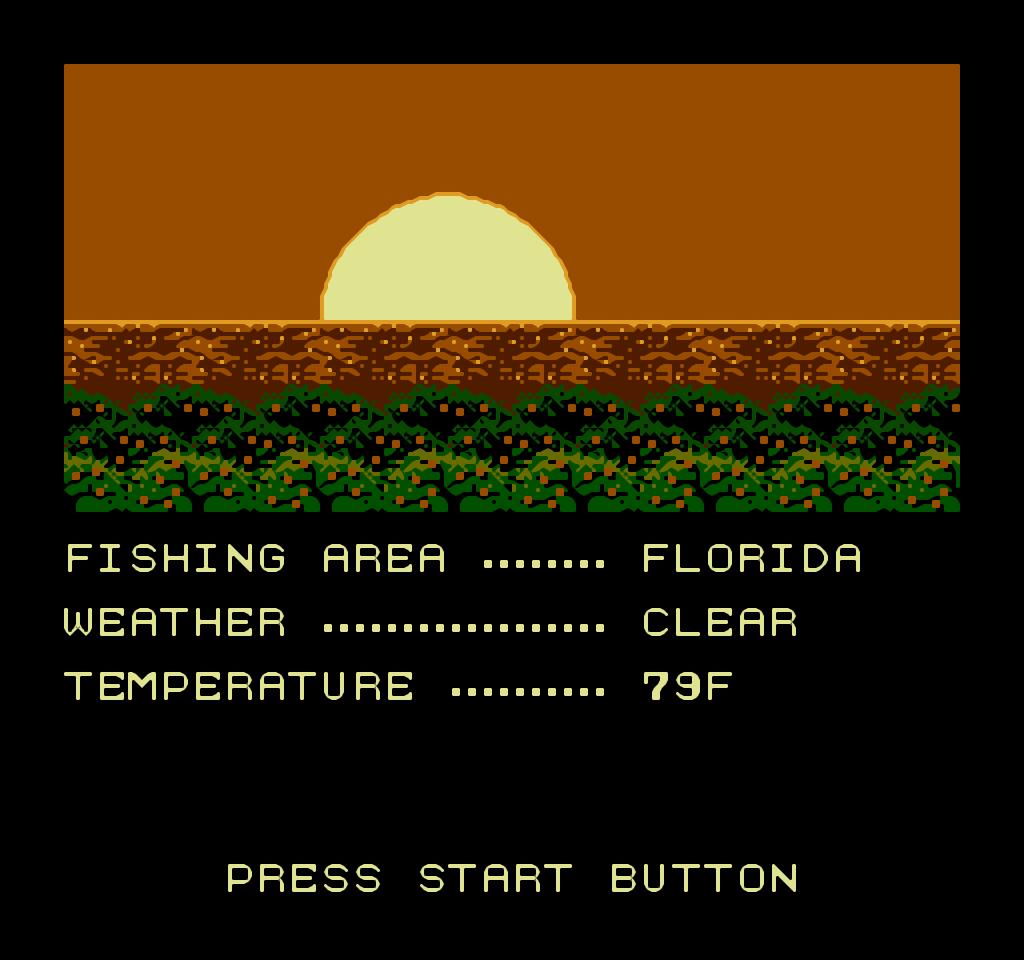 FISHING AREA ........ FLORIDA
WEATHER .................. CLEAR
TEMPERATURE .......... 79F
PRESS START BUTTON